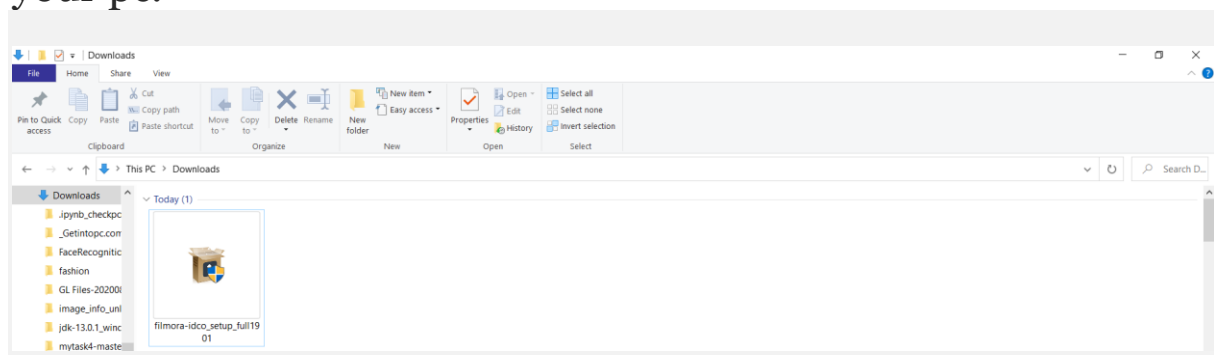 your pc.
Downloads
File Home Share View
Pin to Quick access
Copy
Paste
Cut
Copy path
Paste shortcut
Clipboard
Move to
Copy to
Delete
Rename
Organize
New folder
New item
Easy access
New
Properties
Open
Edit
History
Open
Select all
Select none
Invert selection
Select
This PC > Downloads
Search D...
Downloads
.ipynb_checkpc
_Getintopc.com
FaceRecognitic
fashion
GL Files-202008
image_info_unl
jdk-13.0.1_winc
mytask4-maste
Today (1)
filmora-idco_setup_full19
01